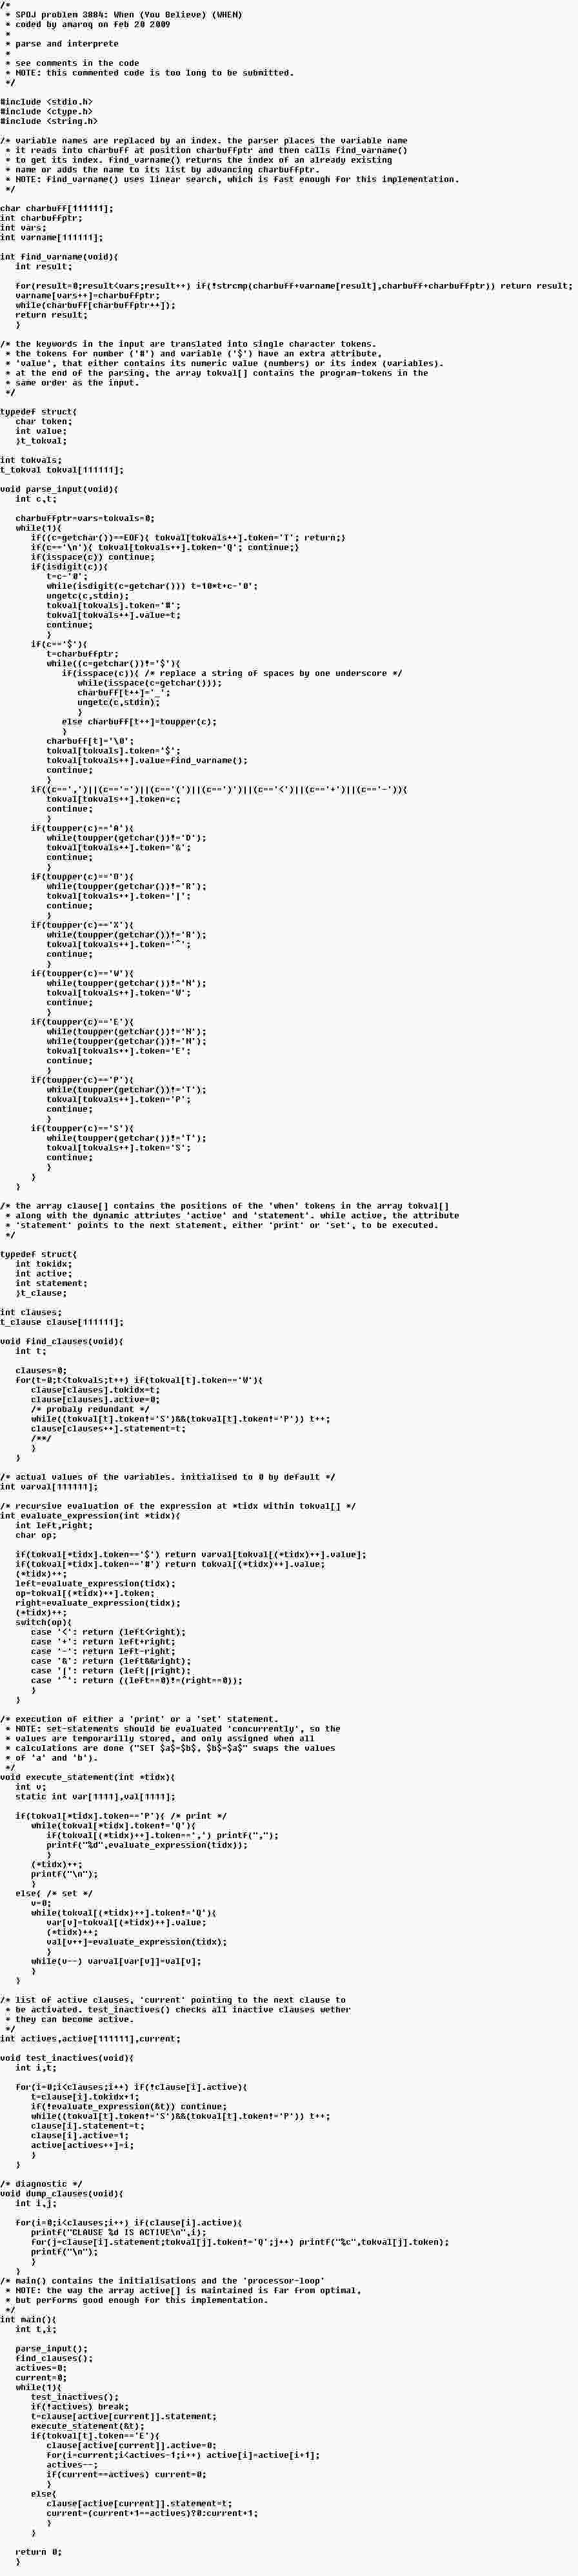 /*
 * SPOJ problem 3884: When (You Believe) (WHEN)
 * coded by amaroq on feb 20 2009
 *
 * parse and interprete
 *
 * see comments in the code
 * NOTE: this commented code is too long to be submitted.
 */

#include <stdio.h>
#include <ctype.h>
#include <string.h>

/* variable names are replaced by an index. the parser places the variable name
 * it reads into charbuff at position charbuffptr and then calls find_varname()
 * to get its index. find_varname() returns the index of an already existing
 * name or adds the name to its list by advancing charbuffptr.
 * NOTE: find_varname() uses linear search, which is fast enough for this implementation.
 */

char charbuff[111111];
int charbuffptr;
int vars;
int varname[111111];

int find_varname(void){
   int result;

   for(result=0;result<vars;result++) if(!strcmp(charbuff+varname[result],charbuff+charbuffptr)) return result;
   varname[vars++]=charbuffptr;
   while(charbuff[charbuffptr++]);
   return result;
   }

/* the keywords in the input are translated into single character tokens.
 * the tokens for number ('#') and variable ('$') have an extra attribute,
 * 'value', that either contains its numeric value (numbers) or its index (variables).
 * at the end of the parsing, the array tokval[] contains the program-tokens in the
 * same order as the input.
 */

typedef struct{
   char token;
   int value;
   }t_tokval;

int tokvals;
t_tokval tokval[111111];

void parse_input(void){
   int c,t;

   charbuffptr=vars=tokvals=0;
   while(1){
      if((c=getchar())==EOF){ tokval[tokvals++].token='T'; return;}
      if(c=='\n'){ tokval[tokvals++].token='Q'; continue;}
      if(isspace(c)) continue;
      if(isdigit(c)){
         t=c-'0';
         while(isdigit(c=getchar())) t=10*t+c-'0';
         ungetc(c,stdin);
         tokval[tokvals].token='#';
         tokval[tokvals++].value=t;
         continue;
         }
      if(c=='$'){
         t=charbuffptr;
         while((c=getchar())!='$'){
            if(isspace(c)){ /* replace a string of spaces by one underscore */
               while(isspace(c=getchar()));
               charbuff[t++]='_';
               ungetc(c,stdin);
               }
            else charbuff[t++]=toupper(c);
            }
         charbuff[t]='\0';
         tokval[tokvals].token='$';
         tokval[tokvals++].value=find_varname();
         continue;
         }
      if((c==',')||(c=='=')||(c=='(')||(c==')')||(c=='<')||(c=='+')||(c=='-')){
         tokval[tokvals++].token=c;
         continue;
         }
      if(toupper(c)=='A'){
         while(toupper(getchar())!='D');
         tokval[tokvals++].token='&';
         continue;
         }
      if(toupper(c)=='O'){
         while(toupper(getchar())!='R');
         tokval[tokvals++].token='|';
         continue;
         }
      if(toupper(c)=='X'){
         while(toupper(getchar())!='R');
         tokval[tokvals++].token='^';
         continue;
         }
      if(toupper(c)=='W'){
         while(toupper(getchar())!='N');
         tokval[tokvals++].token='W';
         continue;
         }
      if(toupper(c)=='E'){
         while(toupper(getchar())!='N');
         while(toupper(getchar())!='N');
         tokval[tokvals++].token='E';
         continue;
         }
      if(toupper(c)=='P'){
         while(toupper(getchar())!='T');
         tokval[tokvals++].token='P';
         continue;
         }
      if(toupper(c)=='S'){
         while(toupper(getchar())!='T');
         tokval[tokvals++].token='S';
         continue;
         }
      }
   }

/* the array clause[] contains the positions of the 'when' tokens in the array tokval[]
 * along with the dynamic attriutes 'active' and 'statement'. while active, the attribute
 * 'statement' points to the next statement, either 'print' or 'set', to be executed.
 */

typedef struct{
   int tokidx;
   int active;
   int statement;
   }t_clause;

int clauses;
t_clause clause[111111];

void find_clauses(void){
   int t;

   clauses=0;
   for(t=0;t<tokvals;t++) if(tokval[t].token=='W'){
      clause[clauses].tokidx=t;
      clause[clauses].active=0;
      /* probaly redundant */
      while((tokval[t].token!='S')&&(tokval[t].token!='P')) t++;
      clause[clauses++].statement=t;
      /**/
      }
   }

/* actual values of the variables. initialised to 0 by default */
int varval[111111];

/* recursive evaluation of the expression at *tidx within tokval[] */
int evaluate_expression(int *tidx){
   int left,right;
   char op;

   if(tokval[*tidx].token=='$') return varval[tokval[(*tidx)++].value];
   if(tokval[*tidx].token=='#') return tokval[(*tidx)++].value;
   (*tidx)++;
   left=evaluate_expression(tidx);
   op=tokval[(*tidx)++].token;
   right=evaluate_expression(tidx);
   (*tidx)++;
   switch(op){
      case '<': return (left<right);
      case '+': return left+right;
      case '-': return left-right;
      case '&': return (left&&right);
      case '|': return (left||right);
      case '^': return ((left==0)!=(right==0));
      }
   }

/* execution of either a 'print' or a 'set' statement.
 * NOTE: set-statements should be evaluated 'concurrently', so the
 * values are temporarilly stored, and only assigned when all
 * calculations are done ("SET $a$=$b$, $b$=$a$" swaps the values
 * of 'a' and 'b').
 */
void execute_statement(int *tidx){
   int v;
   static int var[1111],val[1111];

   if(tokval[*tidx].token=='P'){ /* print */
      while(tokval[*tidx].token!='Q'){
         if(tokval[(*tidx)++].token==',') printf(",");
         printf("%d",evaluate_expression(tidx));
         }
      (*tidx)++;
      printf("\n");
      }
   else{ /* set */
      v=0;
      while(tokval[(*tidx)++].token!='Q'){
         var[v]=tokval[(*tidx)++].value;
         (*tidx)++;
         val[v++]=evaluate_expression(tidx);
         }
      while(v--) varval[var[v]]=val[v];
      }
   }

/* list of active clauses, 'current' pointing to the next clause to
 * be activated. test_inactives() checks all inactive clauses wether
 * they can become active.
 */
int actives,active[111111],current;

void test_inactives(void){
   int i,t;

   for(i=0;i<clauses;i++) if(!clause[i].active){
      t=clause[i].tokidx+1;
      if(!evaluate_expression(&t)) continue;
      while((tokval[t].token!='S')&&(tokval[t].token!='P')) t++;
      clause[i].statement=t;
      clause[i].active=1;
      active[actives++]=i;
      }
   }

/* diagnostic */
void dump_clauses(void){
   int i,j;

   for(i=0;i<clauses;i++) if(clause[i].active){
      printf("CLAUSE %d IS ACTIVE\n",i);
      for(j=clause[i].statement;tokval[j].token!='Q';j++) printf("%c",tokval[j].token);
      printf("\n");
      }
   }
/* main() contains the initialisations and the 'processor-loop'
 * NOTE: the way the array active[] is maintained is far from optimal,
 * but performs good enough for this implementation.
 */
int main(){
   int t,i;

   parse_input();
   find_clauses();
   actives=0;
   current=0;
   while(1){
      test_inactives();
      if(!actives) break;
      t=clause[active[current]].statement;
      execute_statement(&t);
      if(tokval[t].token=='E'){
         clause[active[current]].active=0;
         for(i=current;i<actives-1;i++) active[i]=active[i+1];
         actives--;
         if(current==actives) current=0;
         }
      else{
         clause[active[current]].statement=t;
         current=(current+1==actives)?0:current+1;
         }
      }

   return 0;
   }